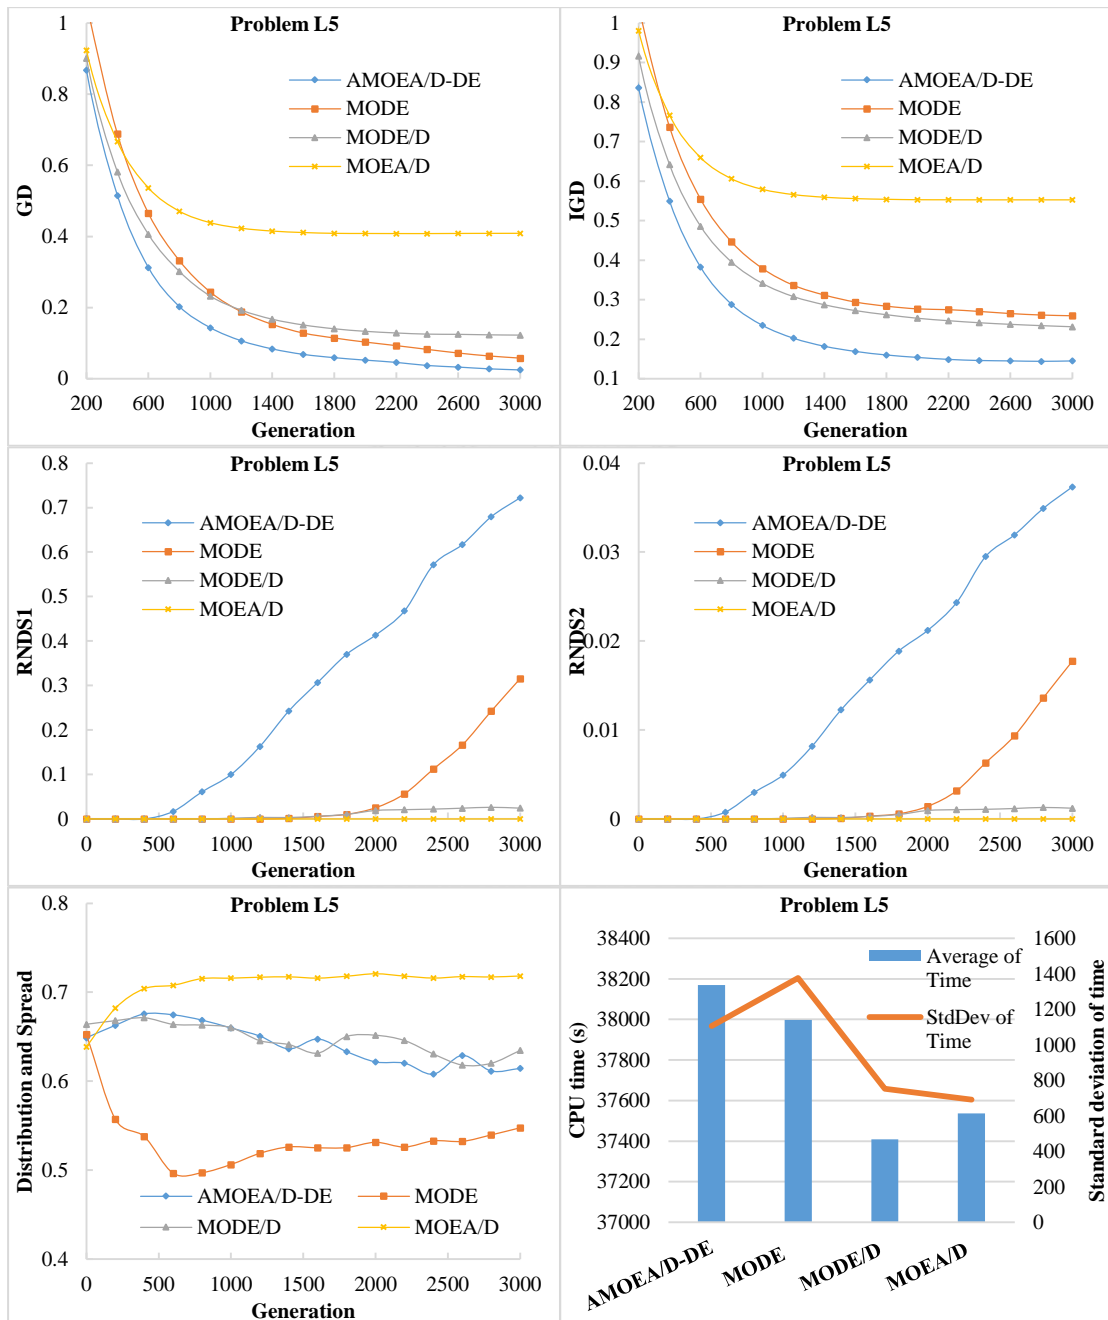 Problem L5
1
0.8
0.6
0.4
0.2
0
GD
AMOEA/D-DE
MODE
MODE/D
MOEA/D
200 600 1000 1400 1800 2200 2600 3000
Generation
Problem L5
1
0.9
0.8
0.7
0.6
0.5
0.4
0.3
0.2
0.1
IGD
AMOEA/D-DE
MODE
MODE/D
MOEA/D
200 600 1000 1400 1800 2200 2600 3000
Generation
Problem L5
0.8
0.7
0.6
0.5
0.4
0.3
0.2
0.1
0
RNDS1
AMOEA/D-DE
MODE
MODE/D
MOEA/D
0 500 1000 1500 2000 2500 3000
Generation
Problem L5
0.04
0.03
0.02
0.01
0
RNDS2
AMOEA/D-DE
MODE
MODE/D
MOEA/D
0 500 1000 1500 2000 2500 3000
Generation
Problem L5
0.8
0.7
0.6
0.5
0.4
Distribution and Spread
AMOEA/D-DE MODE
MODE/D MOEA/D
0 500 1000 1500 2000 2500 3000
Generation
Problem L5
38400
38200
38000
37800
37600
37400
37200
37000
CPU time (s)
Average of
Time
StdDev of
Time
1600
1400
1200
1000
800
600
400
200
0
Standard deviation of time
AMOEA/D-DE
MODE
MODE/D
MOEA/D